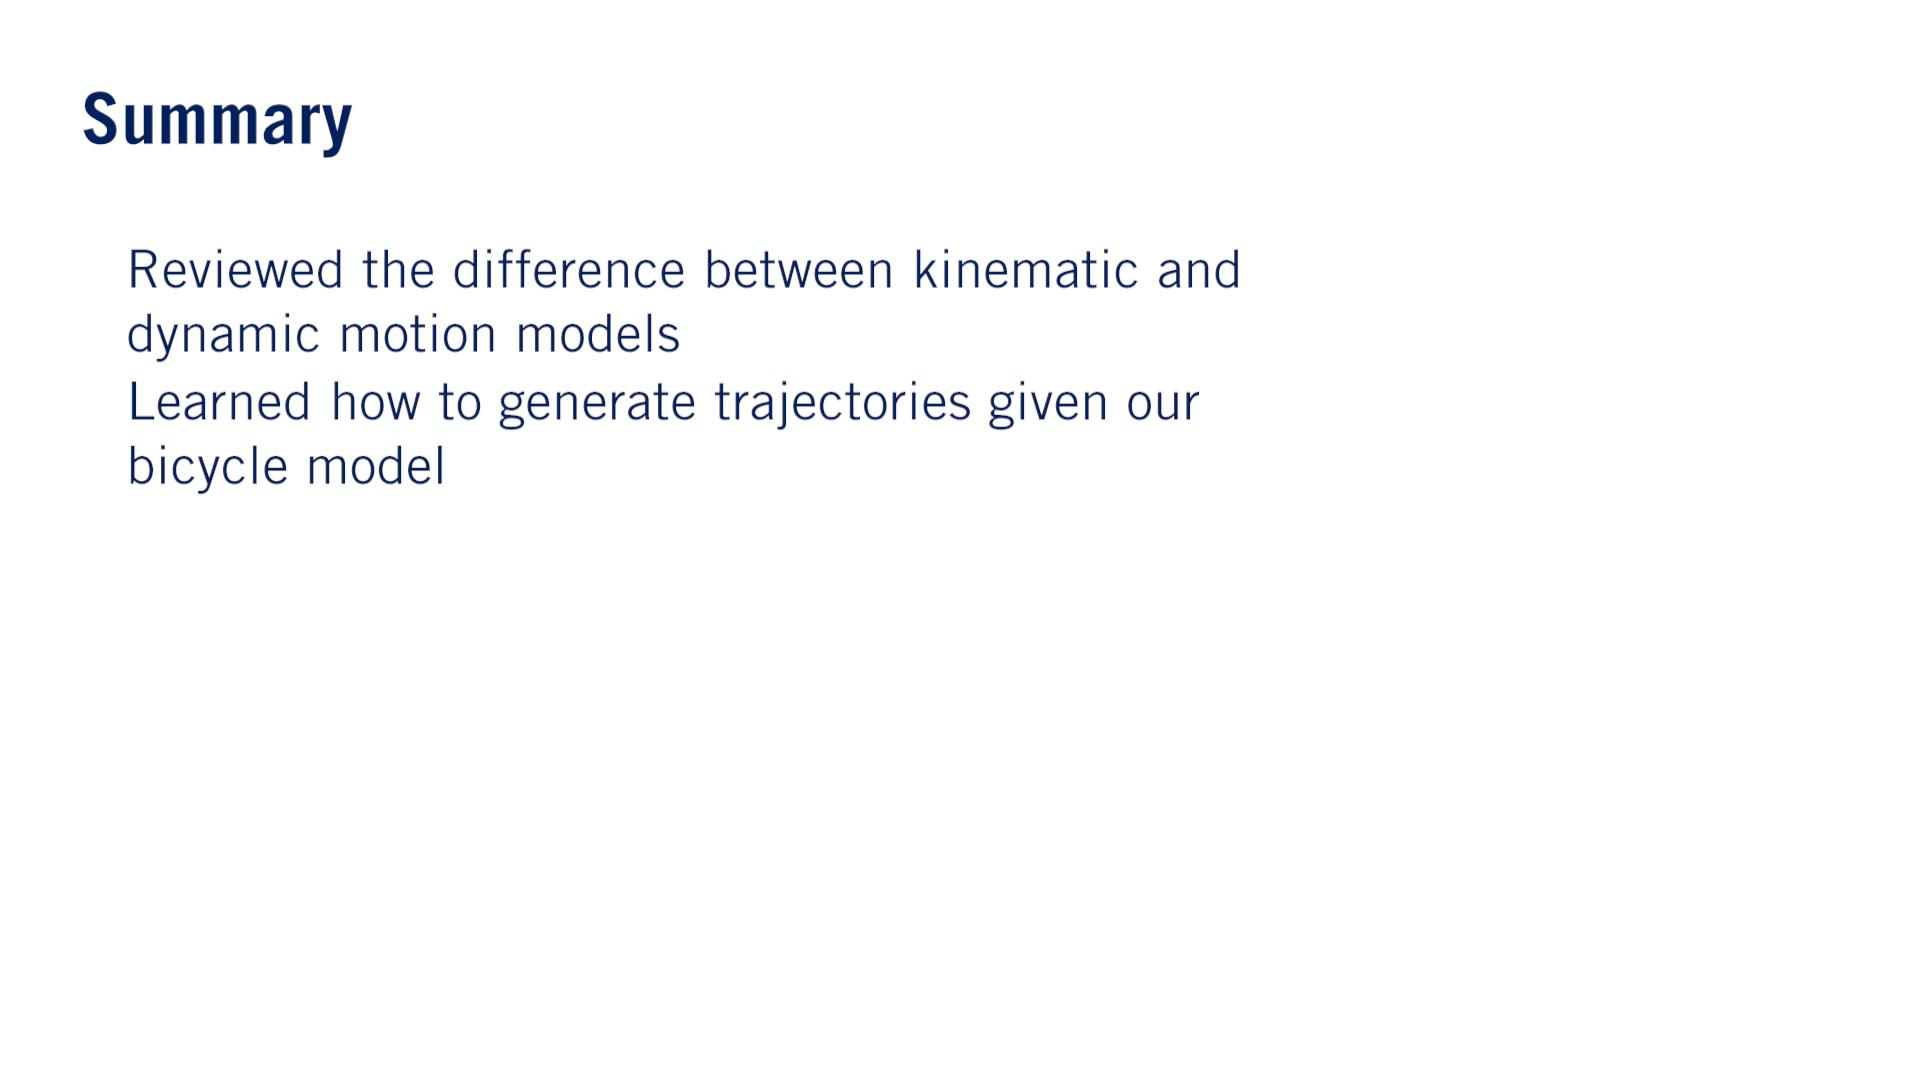 Summary
Reviewed the difference between kinematic and
dynamic motion models
Learned how to generate trajectories given our
bicycle model